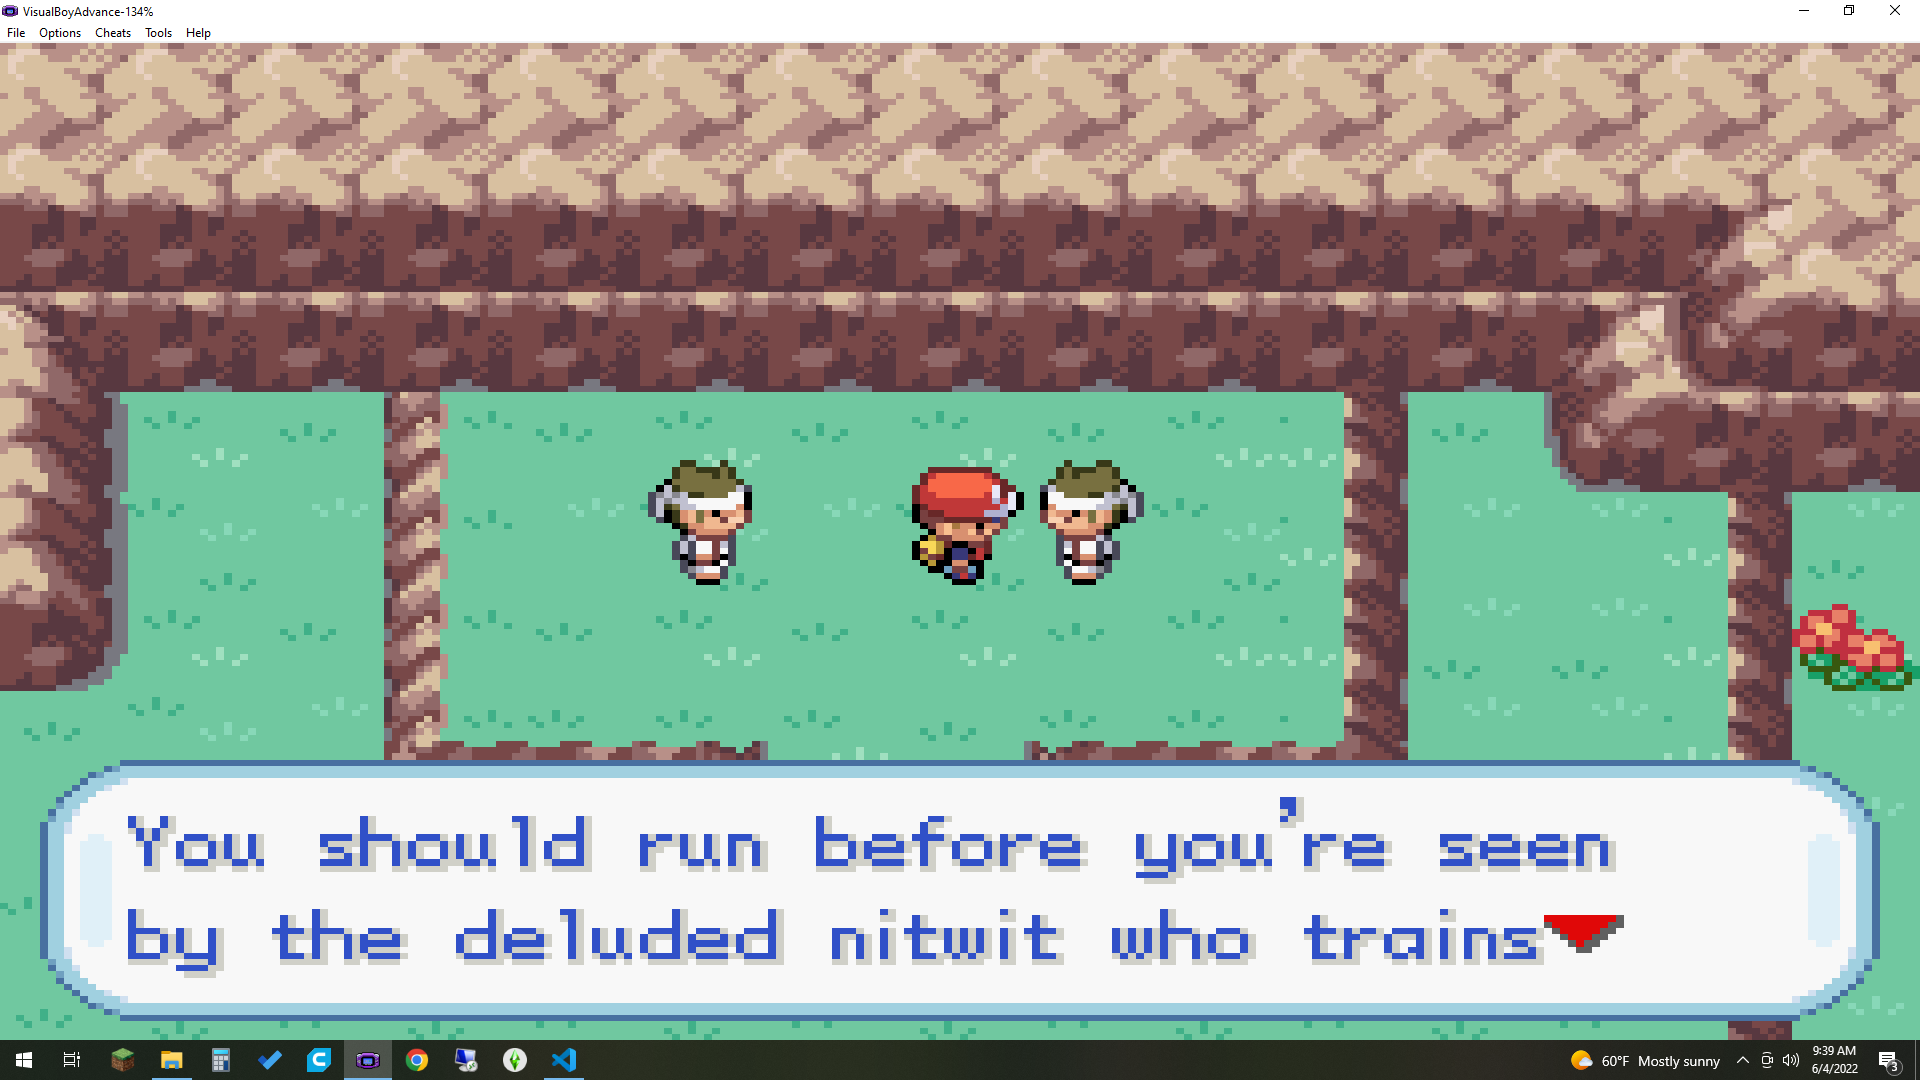 VisualBoyAdvance-134%
File Options Cheats Tools Help
You should run before you're seen
by the deluded nitwit who trains
60°F Mostly sunny
9:39 AM
6/4/2022
3